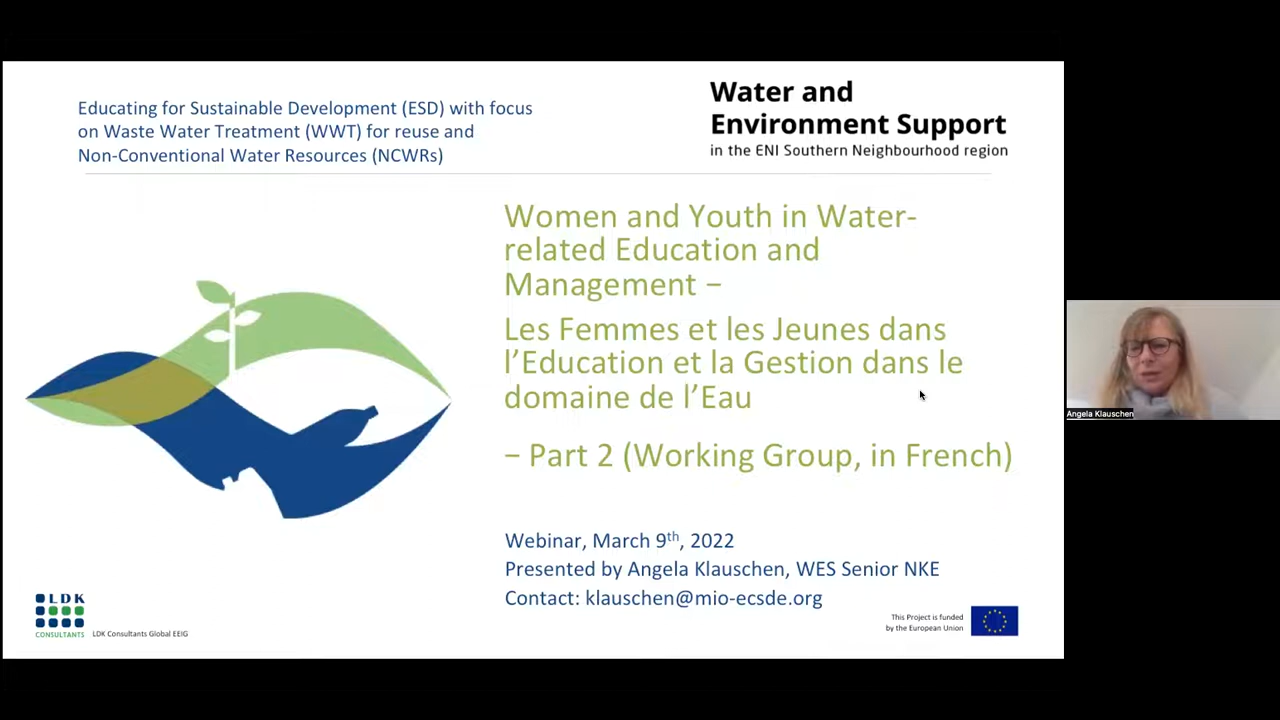 Educating for Sustainable Development (ESD) with focus
on Waste Water Treatment (WWT) for reuse and
Non-Conventional Water Resources (NCWRs)
Water and
Environment Support
in the ENI Southern Neighbourhood region
Women and Youth in Water-
related Education and
Management –
Les Femmes et les Jeunes dans
l’Education et la Gestion dans le
domaine de l’Eau
– Part 2 (Working Group, in French)
Webinar, March 9th, 2022
Presented by Angela Klauschen, WES Senior NKE
Contact: klauschen@mio-ecsde.org
LDK
CONSULTANTS
LDK Consultants Global EEIG
This Project is funded
by the European Union
Angela Klauschen